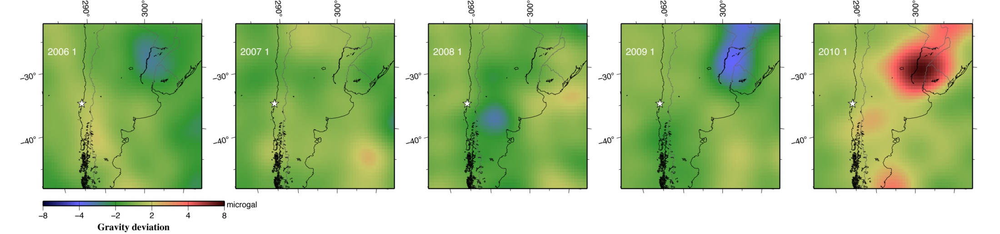 290° 300° 290° 300° 290° 300° 290° 300° 290° 300°
2006 1 2007 1 2008 1 2009 1 2010 1
−30° −30° −30° −30° −30°
−40° −40° −40° −40° −40°
microgal
−8 −4 −2 2 4 8
Gravity deviation